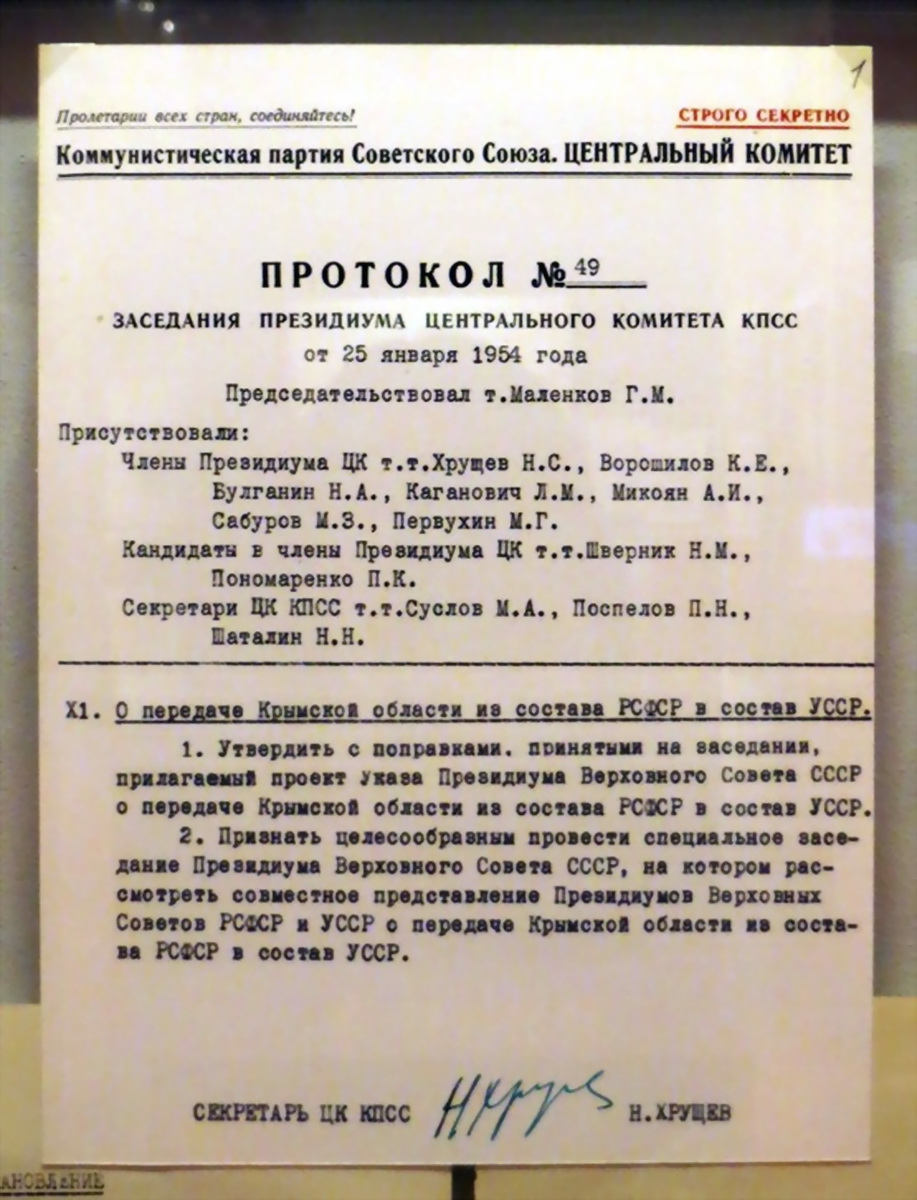 1
Пролетарии всех стран, соединяйтесь!
СТРОГО СЕКРЕТНО
Коммунистическая партия Советского Союза. ЦЕНТРАЛЬНЫЙ КОМИТЕТ
ПРОТОКОЛ № 49
ЗАСЕДАНИЯ ПРЕЗИДИУМА ЦЕНТРАЛЬНОГО КОМИТЕТА КПСС
от 25 января 1954 года
Председательствовал т.Маленков Г.М.
Присутствовали:
Члены Президиума ЦК т.т.Хрущев Н.С., Ворошилов К.Е.,
Булганин Н.А., Каганович Л.М., Микоян А.И.,
Сабуров М.З., Первухин М.Г.
Кандидаты в члены Президиума ЦК т.т.Шверник Н.М.,
Пономаренко П.К.
Секретари ЦК КПСС т.т.Суслов М.А., Поспелов П.Н.,
Шаталин Н.Н.
Х1. О передаче Крымской области из состава РСФСР в состав УССР.
1. Утвердить с поправками, принятыми на заседании,
прилагаемый проект Указа Президиума Верховного Совета СССР
о передаче Крымской области из состава РСФСР в состав УССР.
2. Признать целесообразным провести специальное засе-
дание Президиума Верховного Совета СССР, на котором рас-
смотреть совместное представление Президиумов Верховных
Советов РСФСР и УССР о передаче Крымской области из соста-
ва РСФСР в состав УССР.
СЕКРЕТАРЬ ЦК КПСС Н.Хрущев Н.ХРУЩЕВ
АНОВЛЕНИЕ